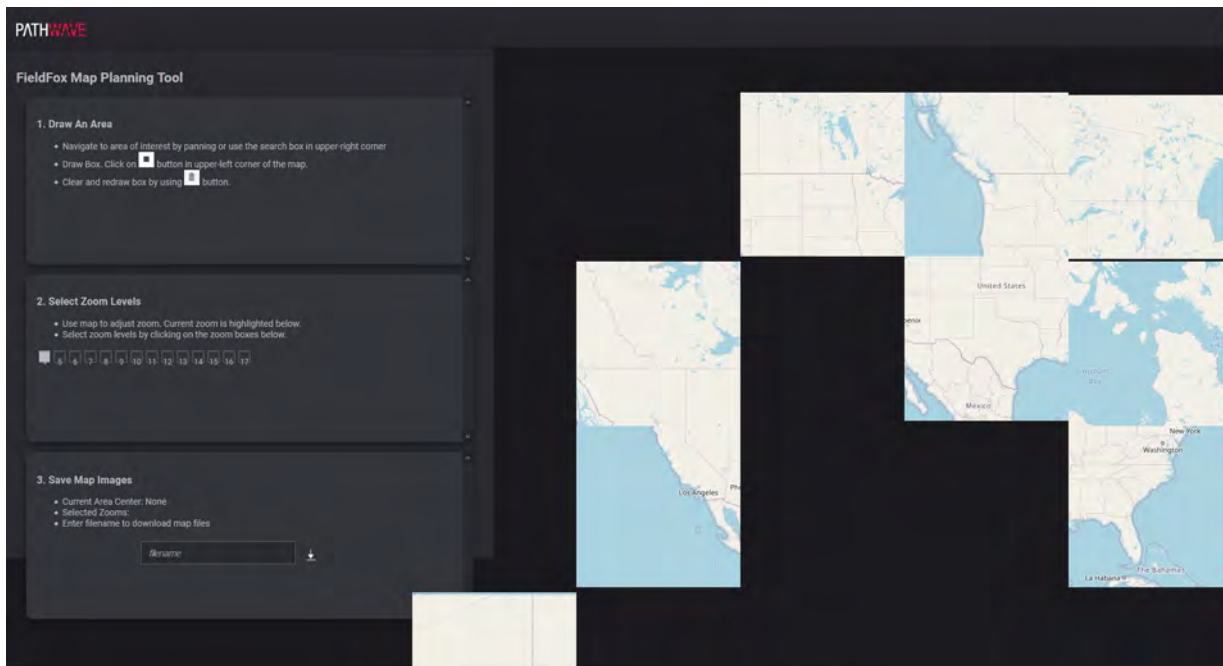 PATHWAVE
FieldFox Map Planning Tool
1. Draw An Area
• Navigate to area of interest by panning or use the search box in upper-right corner
• Draw Box. Click on button in upper-left corner of the map.
• Clear and redraw box by using button.
2. Select Zoom Levels
• Use map to adjust zoom. Current zoom is highlighted below.
• Select zoom levels by clicking on the zoom boxes below.
5 6 7 8 9 10 11 12 13 14 15 16 17
3. Save Map Images
• Current Area Center: None
• Selected Zooms:
• Enter filename to download map files
filename
United States
enix
Mexico
Bay
New York
Washington
Los Angeles
Ph
The Bahamas
La Habana